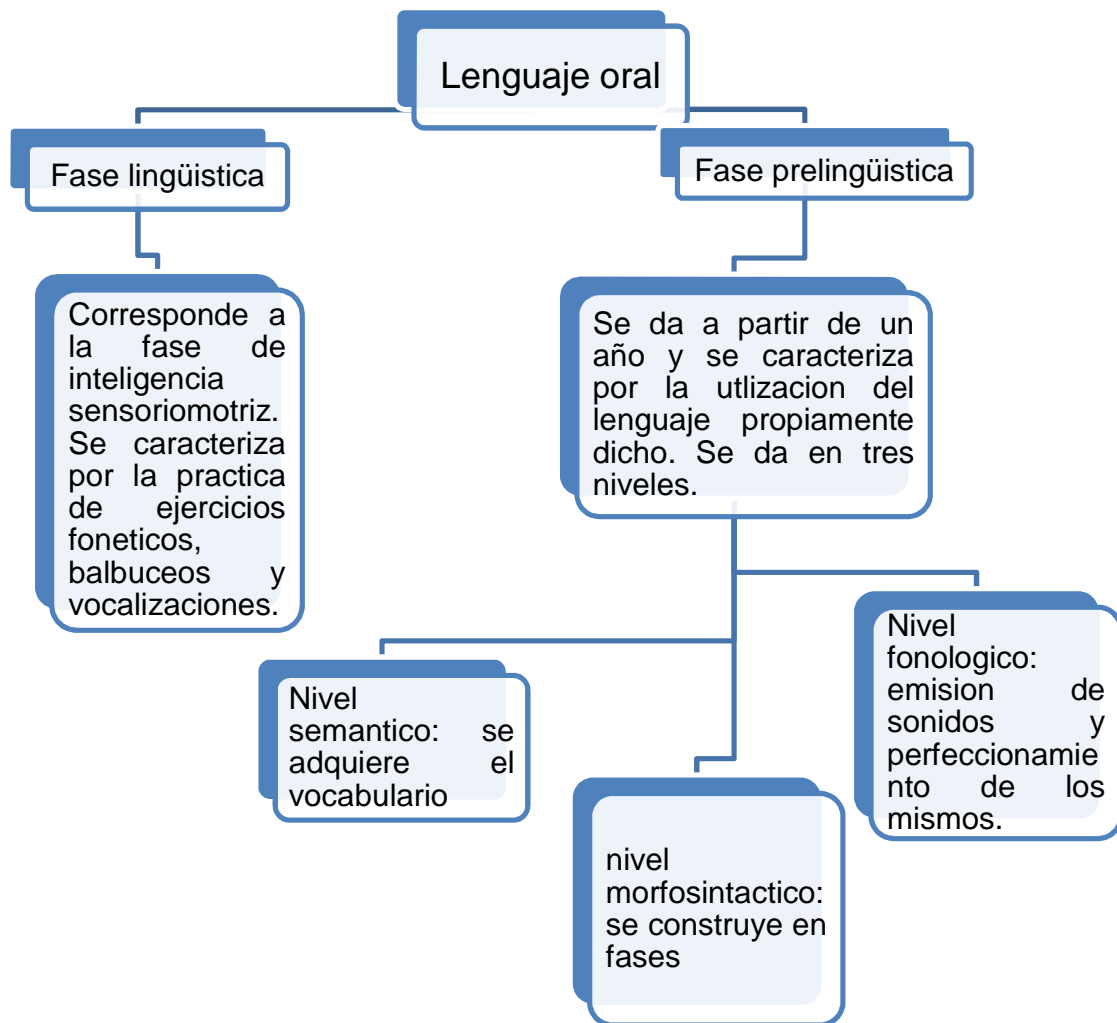 Lenguaje oral
Fase lingüistica
Fase prelingüistica
Corresponde a
la fase de
inteligencia
sensoriomotriz.
Se caracteriza
por la practica
de ejercicios
foneticos,
balbuceos y
vocalizaciones.
Se da a partir de un
año y se caracteriza
por la utlizacion del
lenguaje propiamente
dicho. Se da en tres
niveles.
Nivel
semantico: se
adquiere el
vocabulario
nivel
morfosintactico:
se construye en
fases
Nivel
fonologico:
emision de
sonidos y
perfeccionamie
nto de los
mismos.